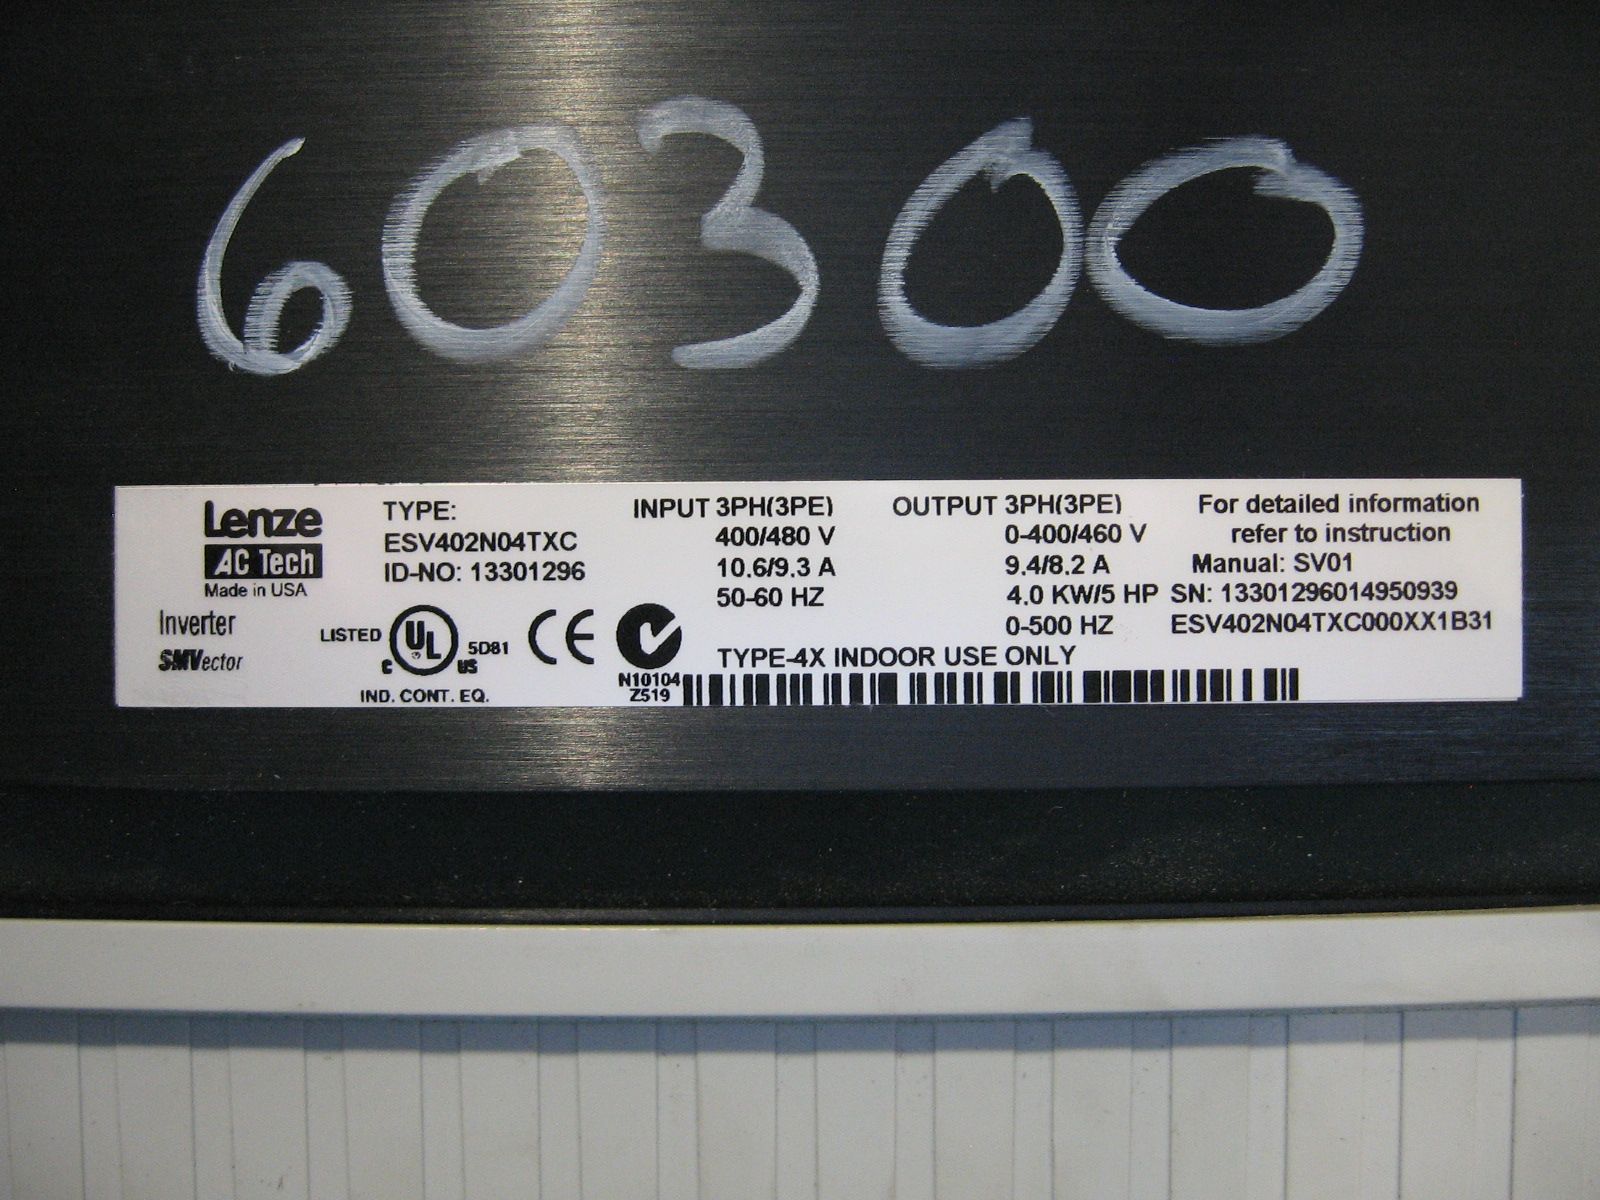 60300
Lenze
AC Tech
Made in USA
Inverter
SMVector
TYPE:
ESV402N04TXC
ID-NO: 13301296
LISTED
UL
C
US
5D81
IND. CONT. EQ.
CE
N10104
Z519
INPUT 3PH(3PE)
400/480 V
10.6/9.3 A
50-60 HZ
OUTPUT 3PH(3PE)
0-400/460 V
9.4/8.2 A
4.0 KW/5 HP
0-500 HZ
TYPE-4X INDOOR USE ONLY
For detailed information
refer to instruction
Manual: SV01
SN: 13301296014950939
ESV402N04TXC000XX1B31